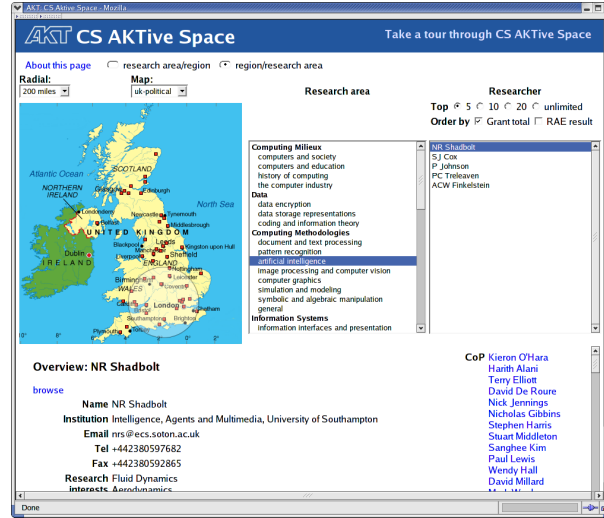 AKT: CS Aktive Space - Mozilla
AKT CS AKTive Space
Take a tour through CS AKTive Space
About this page
research area/region
region/research area
Radial:
200 miles
Map:
uk-political
Research area
Researcher
Top 5 10 20 unlimited
Order by Grant total RAE result
Atlantic Ocean
SCOTLAND
Edinburgh
NORTHERN
IRELAND
North Sea
Londonderry
Belfast
Newcastle
Tynemouth
Middlesbrough
UNITED KINGDOM
Blackpool
Leeds
Kingston upon Hull
Dublin
Liverpool
Sheffield
IRELAND
ENGLAND
Nottingham
Birmingham
Leicester
WALES
London
Southampton
Brighton
Plymouth
Computing Milieux
computers and society
computers and education
history of computing
the computer industry
Data
data encryption
data storage representations
coding and information theory
Computing Methodologies
document and text processing
pattern recognition
artificial intelligence
image processing and computer vision
computer graphics
simulation and modeling
symbolic and algebraic manipulation
general
Information Systems
information interfaces and presentation
NR Shadbolt
SJ Cox
P Johnson
PC Treleaven
ACW Finkelstein
Overview: NR Shadbolt
browse
Name NR Shadbolt
Institution Intelligence, Agents and Multimedia, University of Southampton
Email nrs@ecs.soton.ac.uk
Tel +442380597682
Fax +442380592865
Research Fluid Dynamics
interests Aerodynamics
CoP Kieron O'Hara
Harith Alani
Terry Elliott
David De Roure
Nick Jennings
Nicholas Gibbins
Stephen Harris
Stuart Middleton
Sanghee Kim
Paul Lewis
Wendy Hall
David Millard
Done